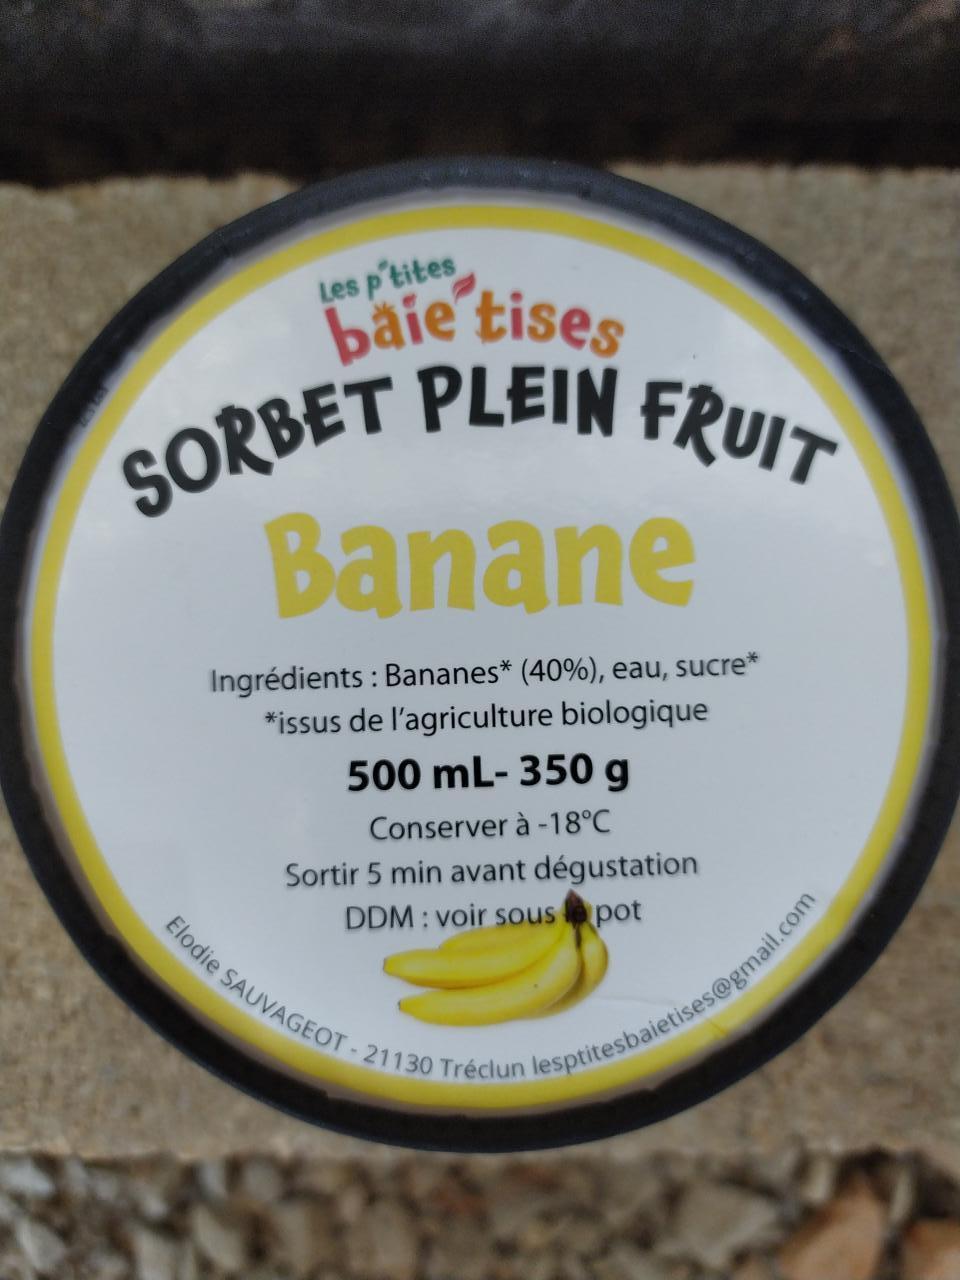 Les p'tites
baie'tises
SORBET PLEIN FRUIT
Banane
Ingrédients : Bananes* (40%), eau, sucre*
*issus de l'agriculture biologique
500 mL- 350 g
Conserver à -18°C
Sortir 5 min avant dégustation
DDM : voir sous le pot
Elodie SAUVAGEOT - 21130 Tréclun lesptitesbaietises@gmail.com